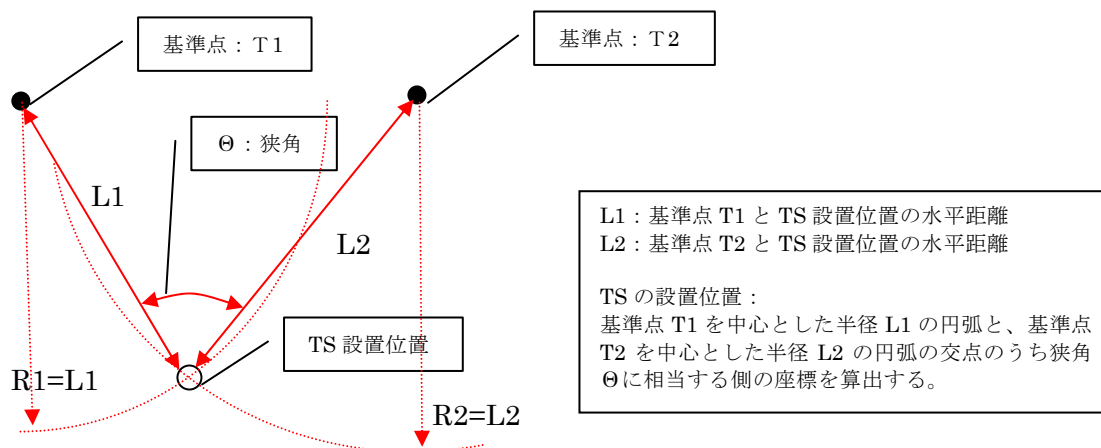 基準点：T1
基準点：T2
Θ：狭角
L1
L2
TS 設置位置
R1=L1
R2=L2
L1：基準点 T1 と TS 設置位置の水平距離
L2：基準点 T2 と TS 設置位置の水平距離
TS の設置位置：
基準点 T1 を中心とした半径 L1 の円弧と、基準点
T2 を中心とした半径 L2 の円弧の交点のうち狭角
Θに相当する側の座標を算出する。